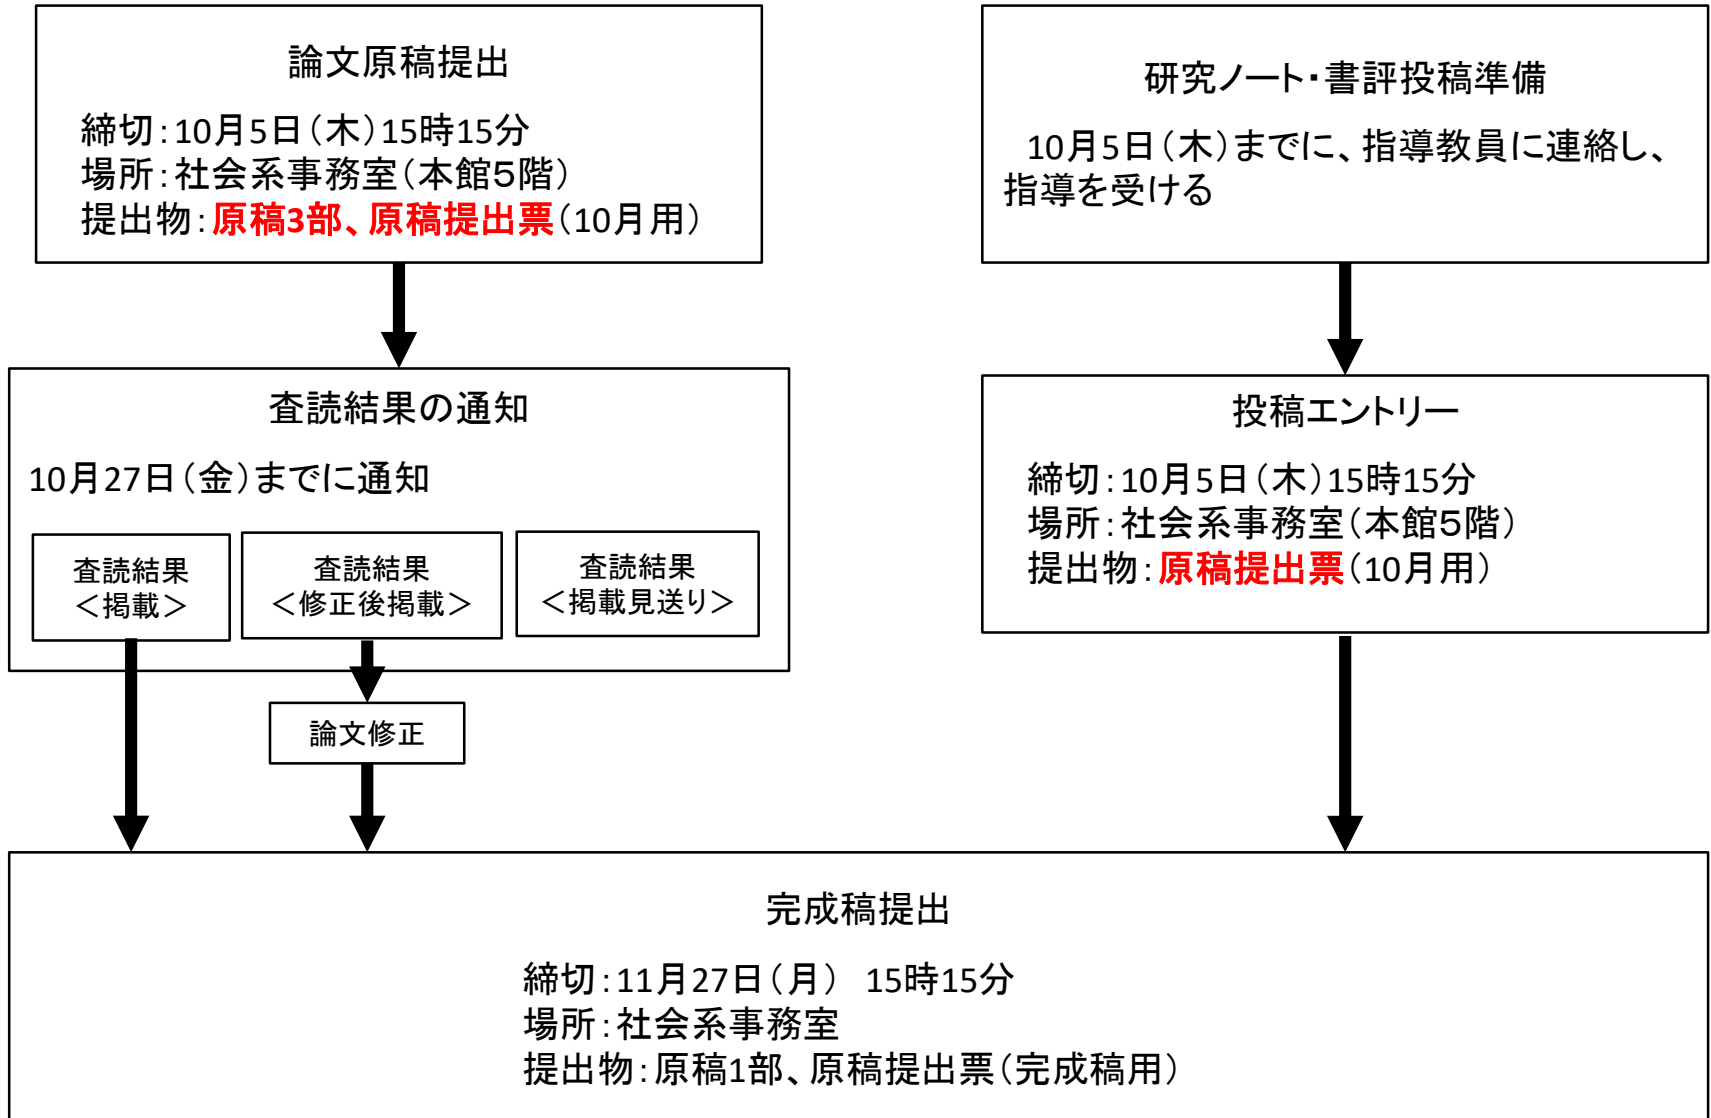 論文原稿提出
締切：10月5日（木）15時15分
場所：社会系事務室（本館５階）
提出物：原稿3部、原稿提出票（10月用）
研究ノート・書評投稿準備
10月5日（木）までに、指導教員に連絡し、
指導を受ける
査読結果の通知
10月27日（金）までに通知
査読結果
＜掲載＞
査読結果
＜修正後掲載＞
査読結果
＜掲載見送り＞
論文修正
投稿エントリー
締切：10月5日（木）15時15分
場所：社会系事務室（本館５階）
提出物：原稿提出票（10月用）
完成稿提出
締切：11月27日（月） 15時15分
場所：社会系事務室
提出物：原稿1部、原稿提出票（完成稿用）